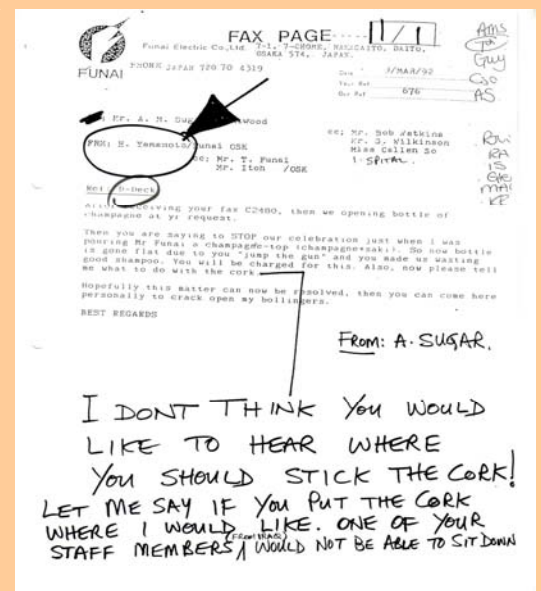 FAX PAGE---- 1/1
Funai Electric Co.,Ltd. 7-1, 7-CHOME, NAKAGAITO, DAITO,
OSAKA 574, JAPAN.
FUNAI
PHONE JAPAN 720 70 4319
Date 3/MAR/92
Your Ref
Our Ref 676
Guy
CSO
AS
Mr. A. M.
cc; Mr. Bob Watkins
FRM: H. Yamamoto/Funai OSK
Mr. S. Wilkinson
Miss Callen So
cc; Mr. T. Funai
Mr. Itoh /OSK
RA
IS
Re: D-Deck
After receiving your fax C2480, then we opening bottle of
champagne at yr request.
Then you are saying to STOP our celebration just when I was
pouring Mr Funai a champagne-top (champagne+saki). So now bottle
is gone flat due to you "jump the gun" and you made us wasting
good shampoo. You will be charged for this. Also, now please tell
me what to do with the cork
Hopefully this matter can now be resolved, then you can come here
personally to crack open my bollingers.
BEST REGARDS
FROM: A. SUGAR.
I DONT THINK YOU WOULD
LIKE TO HEAR WHERE
YOU SHOULD STICK THE CORK!
LET ME SAY IF YOU PUT THE CORK
WHERE I WOULD LIKE. ONE OF YOUR
STAFF MEMBERS WOULD NOT BE ABLE TO SIT DOWN